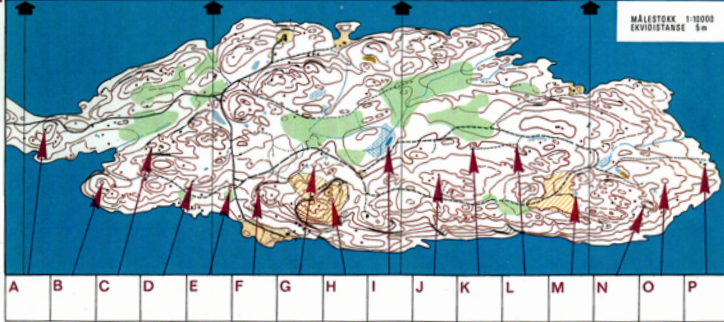 MÅLESTOKK 1:10000
EKVIDISTANSE 5m
A B C D E F G H I J K L M N O P